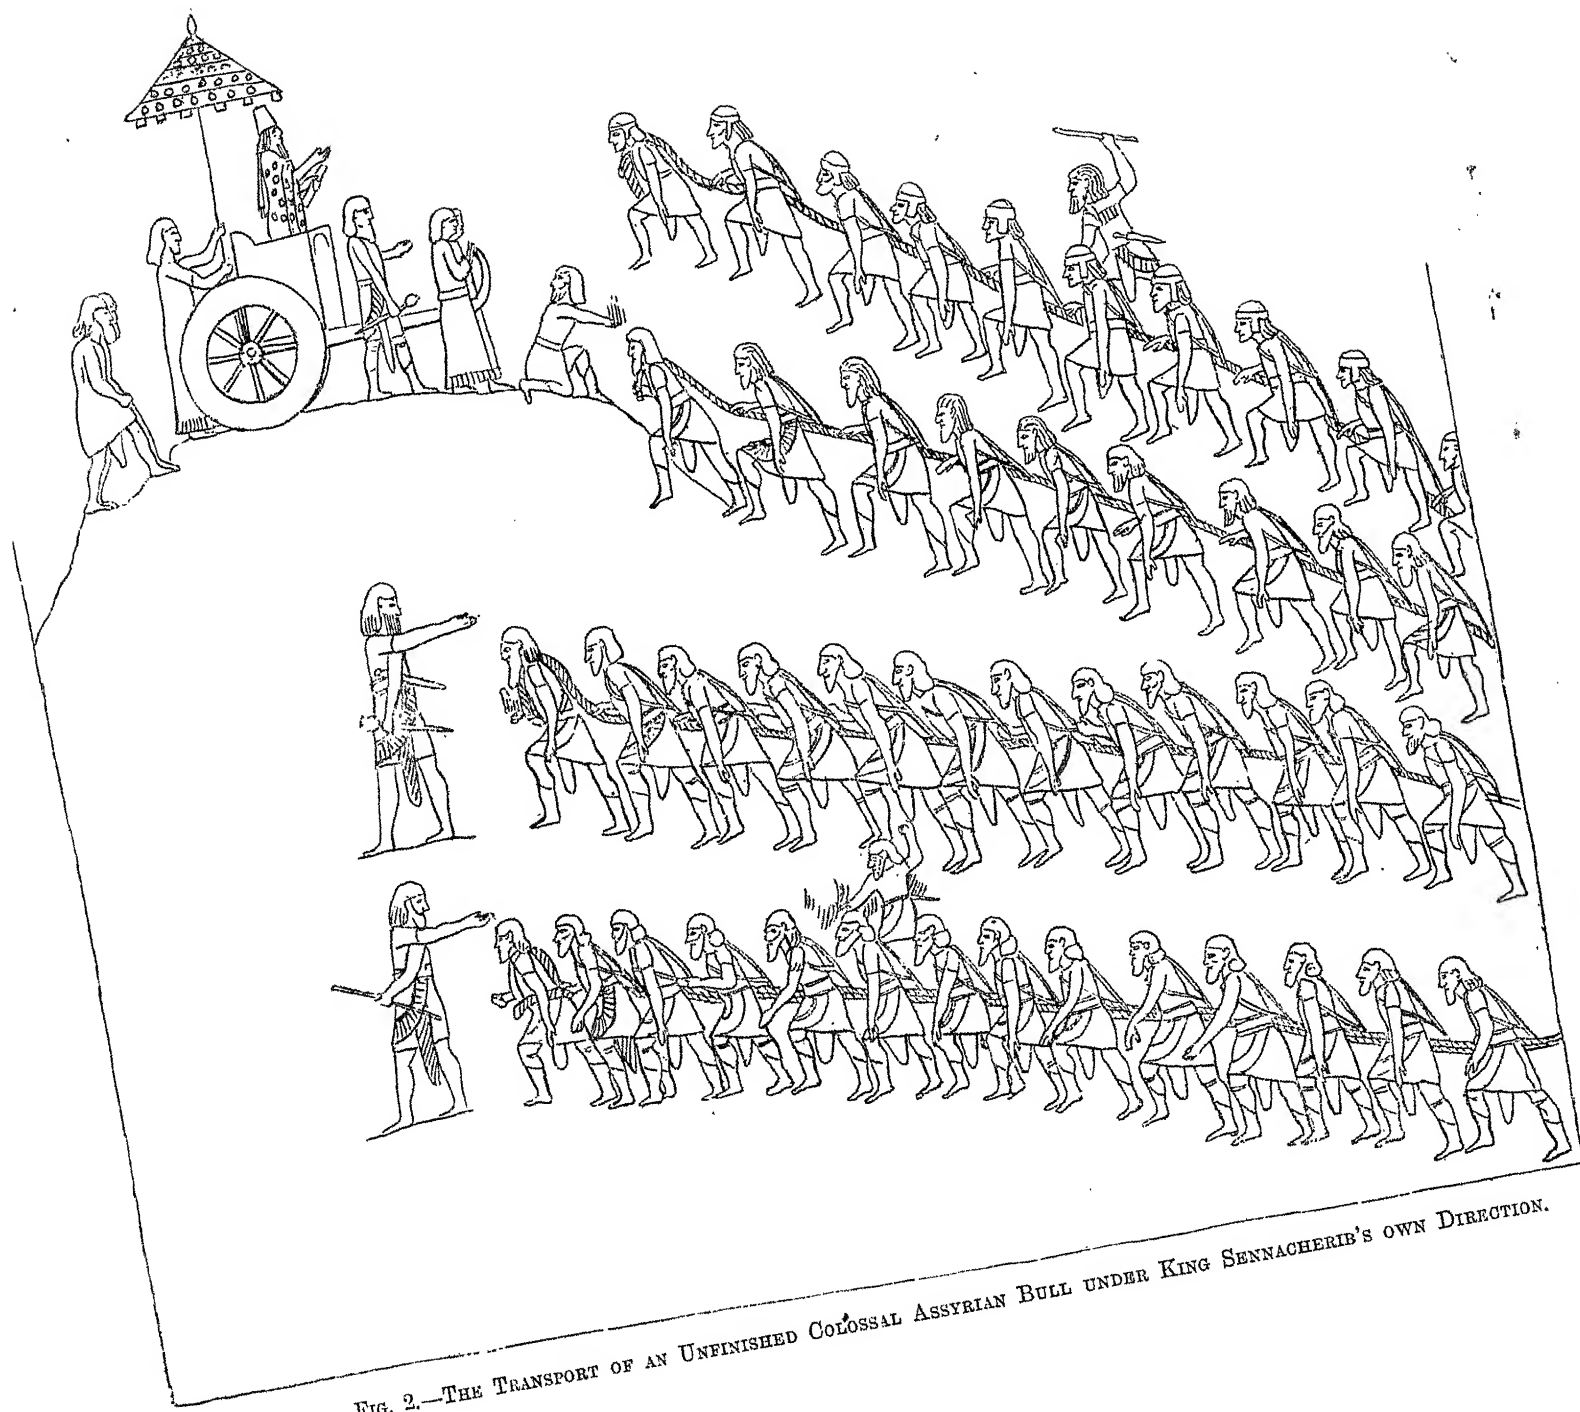 FIG. 2.—THE TRANSPORT OF AN UNFINISHED COLOSSAL ASSYRIAN BULL UNDER KING SENNACHERIB'S OWN DIRECTION.